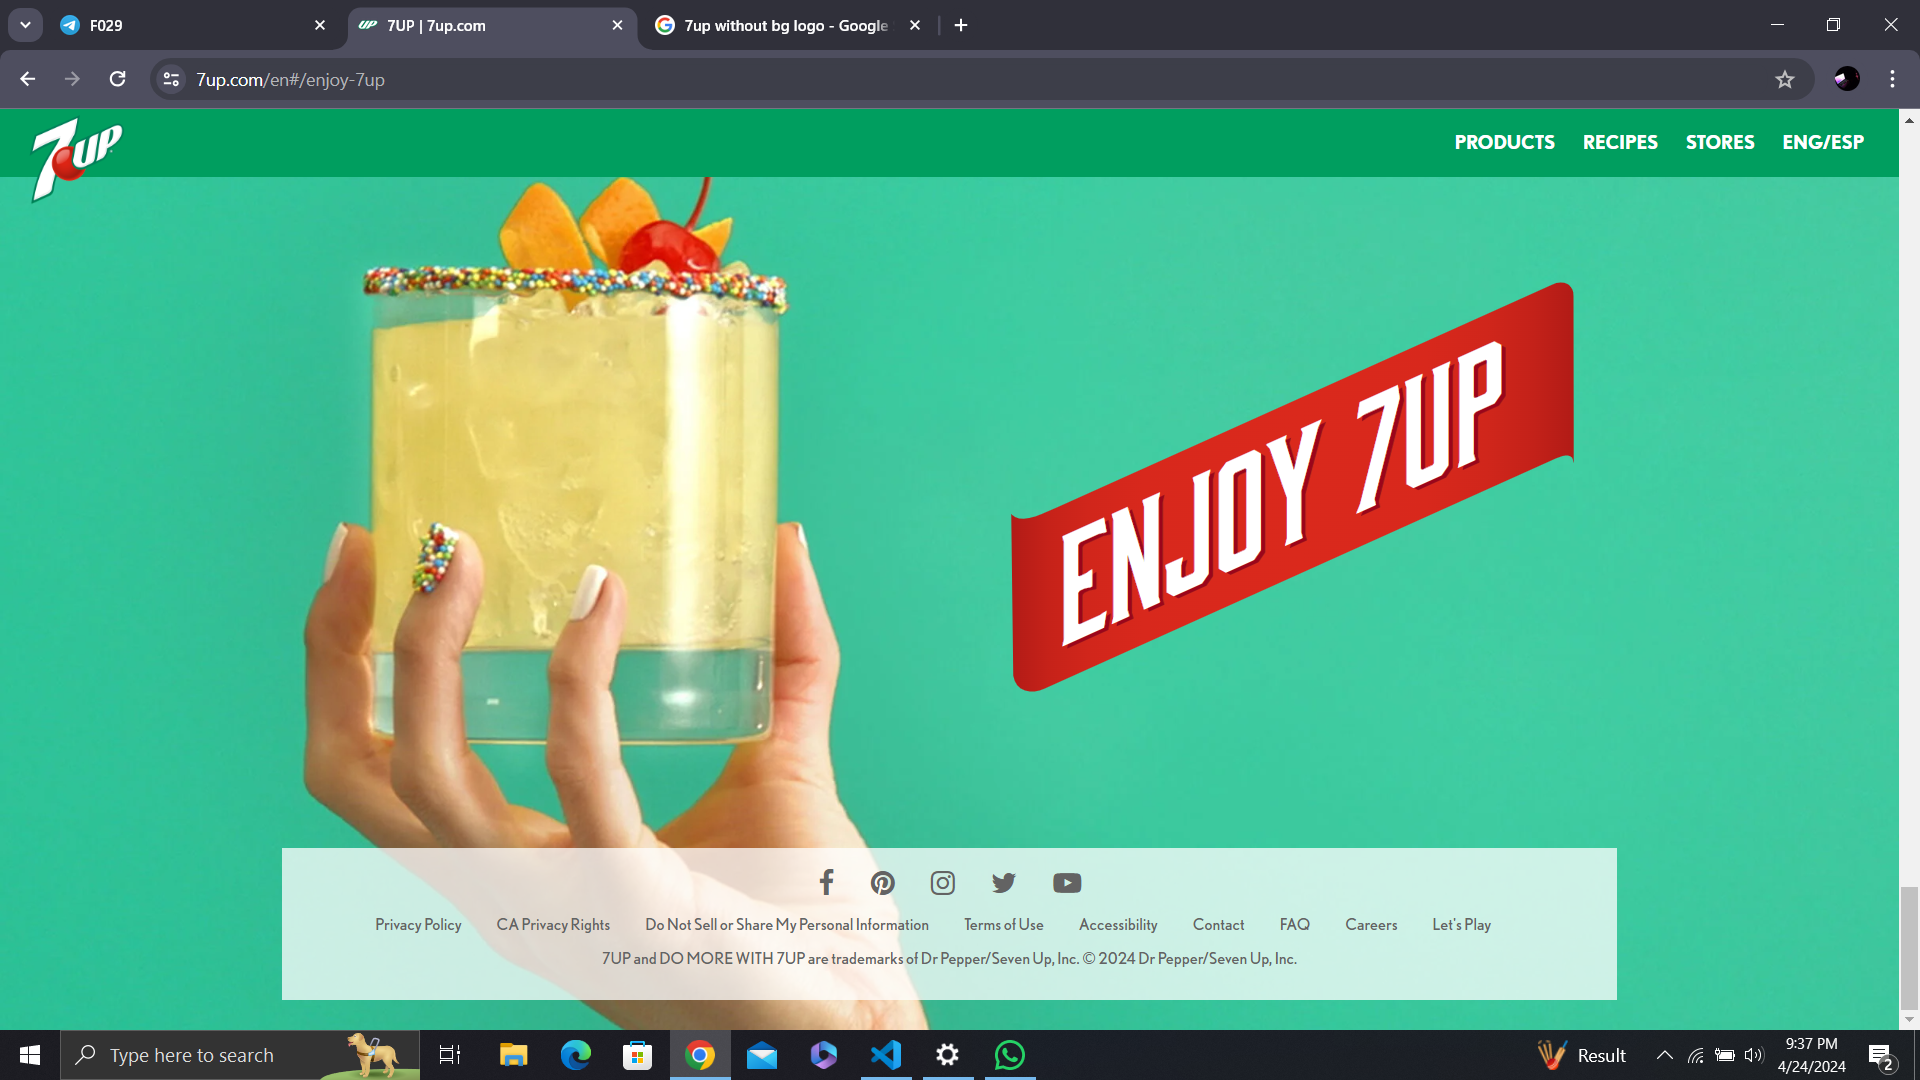 F029
7UP | 7up.com
7up without bg logo - Google
7up.com/en#/enjoy-7up
7UP
PRODUCTS
RECIPES
STORES
ENG/ESP
ENJOY 7UP
Privacy Policy
CA Privacy Rights
Do Not Sell or Share My Personal Information
Terms of Use
Accessibility
Contact
FAQ
Careers
Let's Play
7UP and DO MORE WITH 7UP are trademarks of Dr Pepper/Seven Up, Inc. © 2024 Dr Pepper/Seven Up, Inc.
Type here to search
Result
9:37 PM
4/24/2024
2